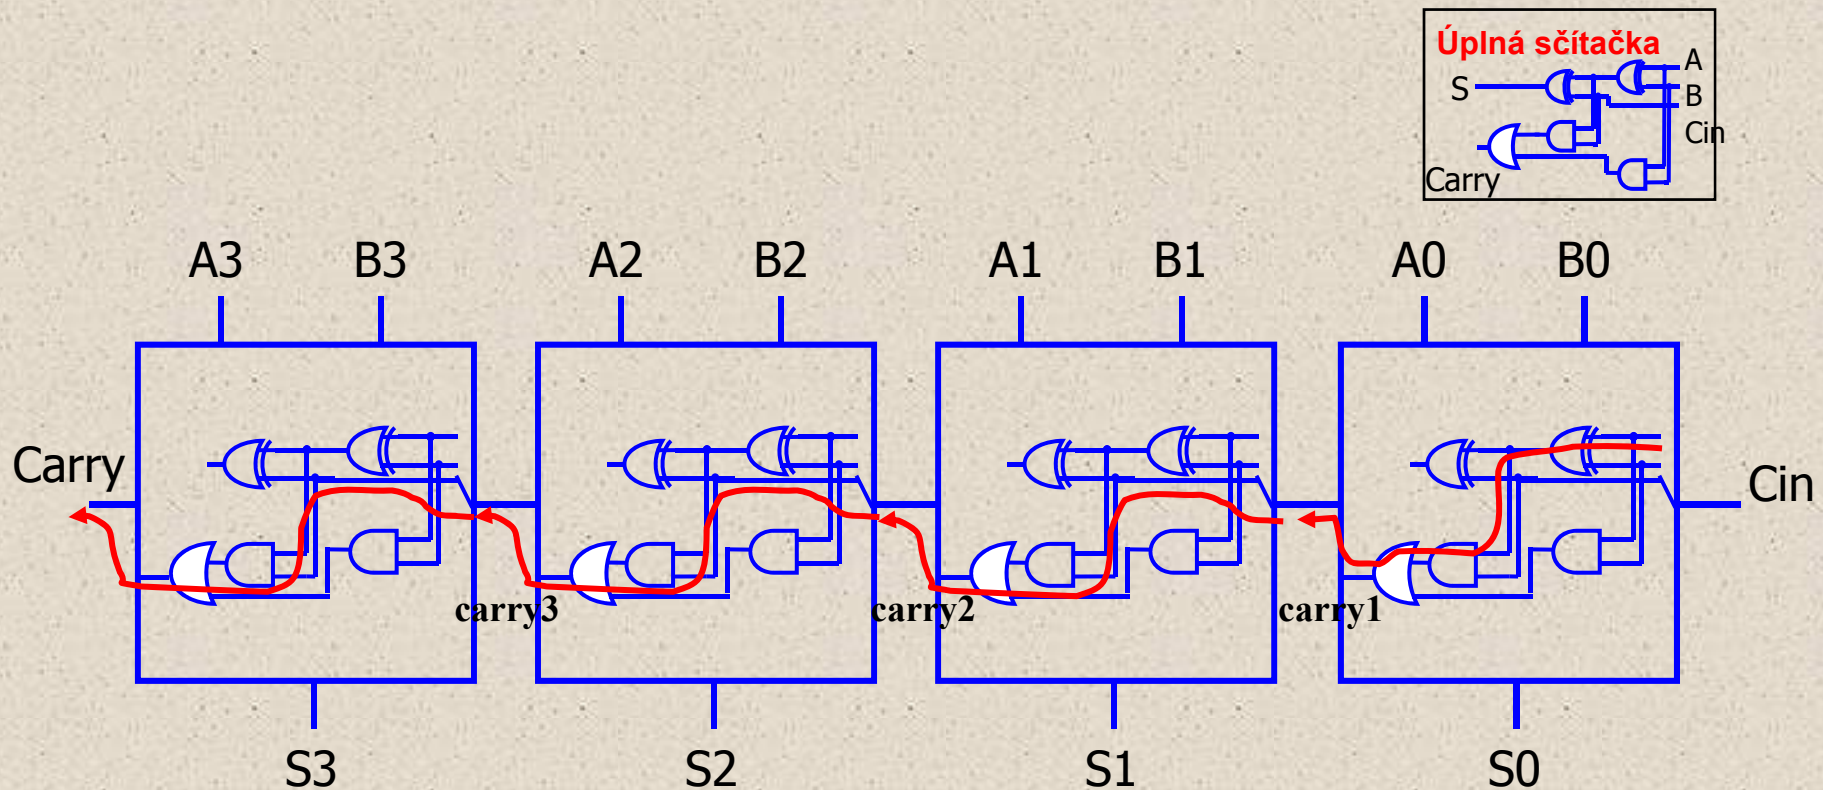 Úplná sčítačka
A
S
B
Cin
Carry
A3 B3 A2 B2 A1 B1 A0 B0
Carry
Cin
carry3 carry2 carry1
S3 S2 S1 S0